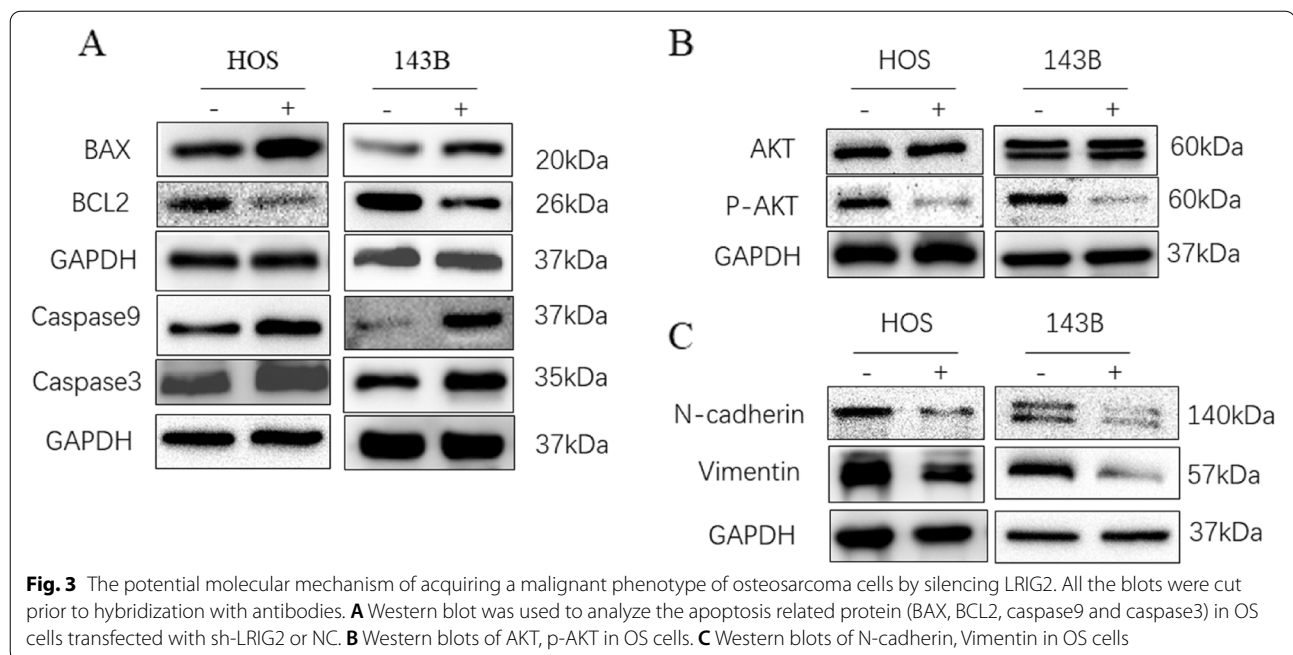 A
HOS 143B
- + - +
BAX 20kDa
BCL2 26kDa
GAPDH 37kDa
Caspase9 37kDa
Caspase3 35kDa
GAPDH 37kDa
B
HOS 143B
- + - +
AKT 60kDa
P-AKT 60kDa
GAPDH 37kDa
C
HOS 143B
- + - +
N-cadherin 140kDa
Vimentin 57kDa
GAPDH 37kDa
Fig. 3 The potential molecular mechanism of acquiring a malignant phenotype of osteosarcoma cells by silencing LRIG2. All the blots were cut
prior to hybridization with antibodies. A Western blot was used to analyze the apoptosis related protein (BAX, BCL2, caspase9 and caspase3) in OS
cells transfected with sh-LRIG2 or NC. B Western blots of AKT, p-AKT in OS cells. C Western blots of N-cadherin, Vimentin in OS cells